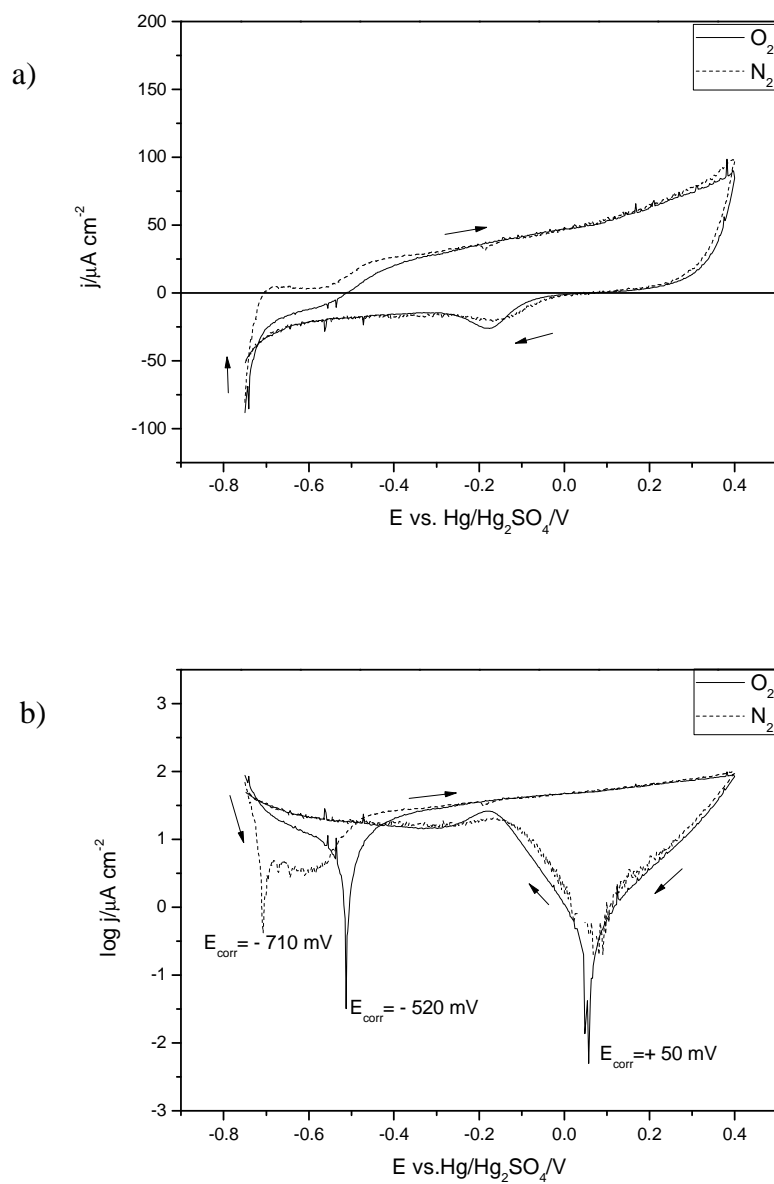 a)
200
150
100
50
0
-50
-100
j/μA cm⁻²
O₂
N₂
-0.8 -0.6 -0.4 -0.2 0.0 0.2 0.4
E vs. Hg/Hg₂SO₄/V
b)
3
2
1
0
-1
-2
-3
log j/μA cm⁻²
O₂
N₂
E_corr= - 710 mV
E_corr= - 520 mV
E_corr=+ 50 mV
-0.8 -0.6 -0.4 -0.2 0.0 0.2 0.4
E vs.Hg/Hg₂SO₄/V